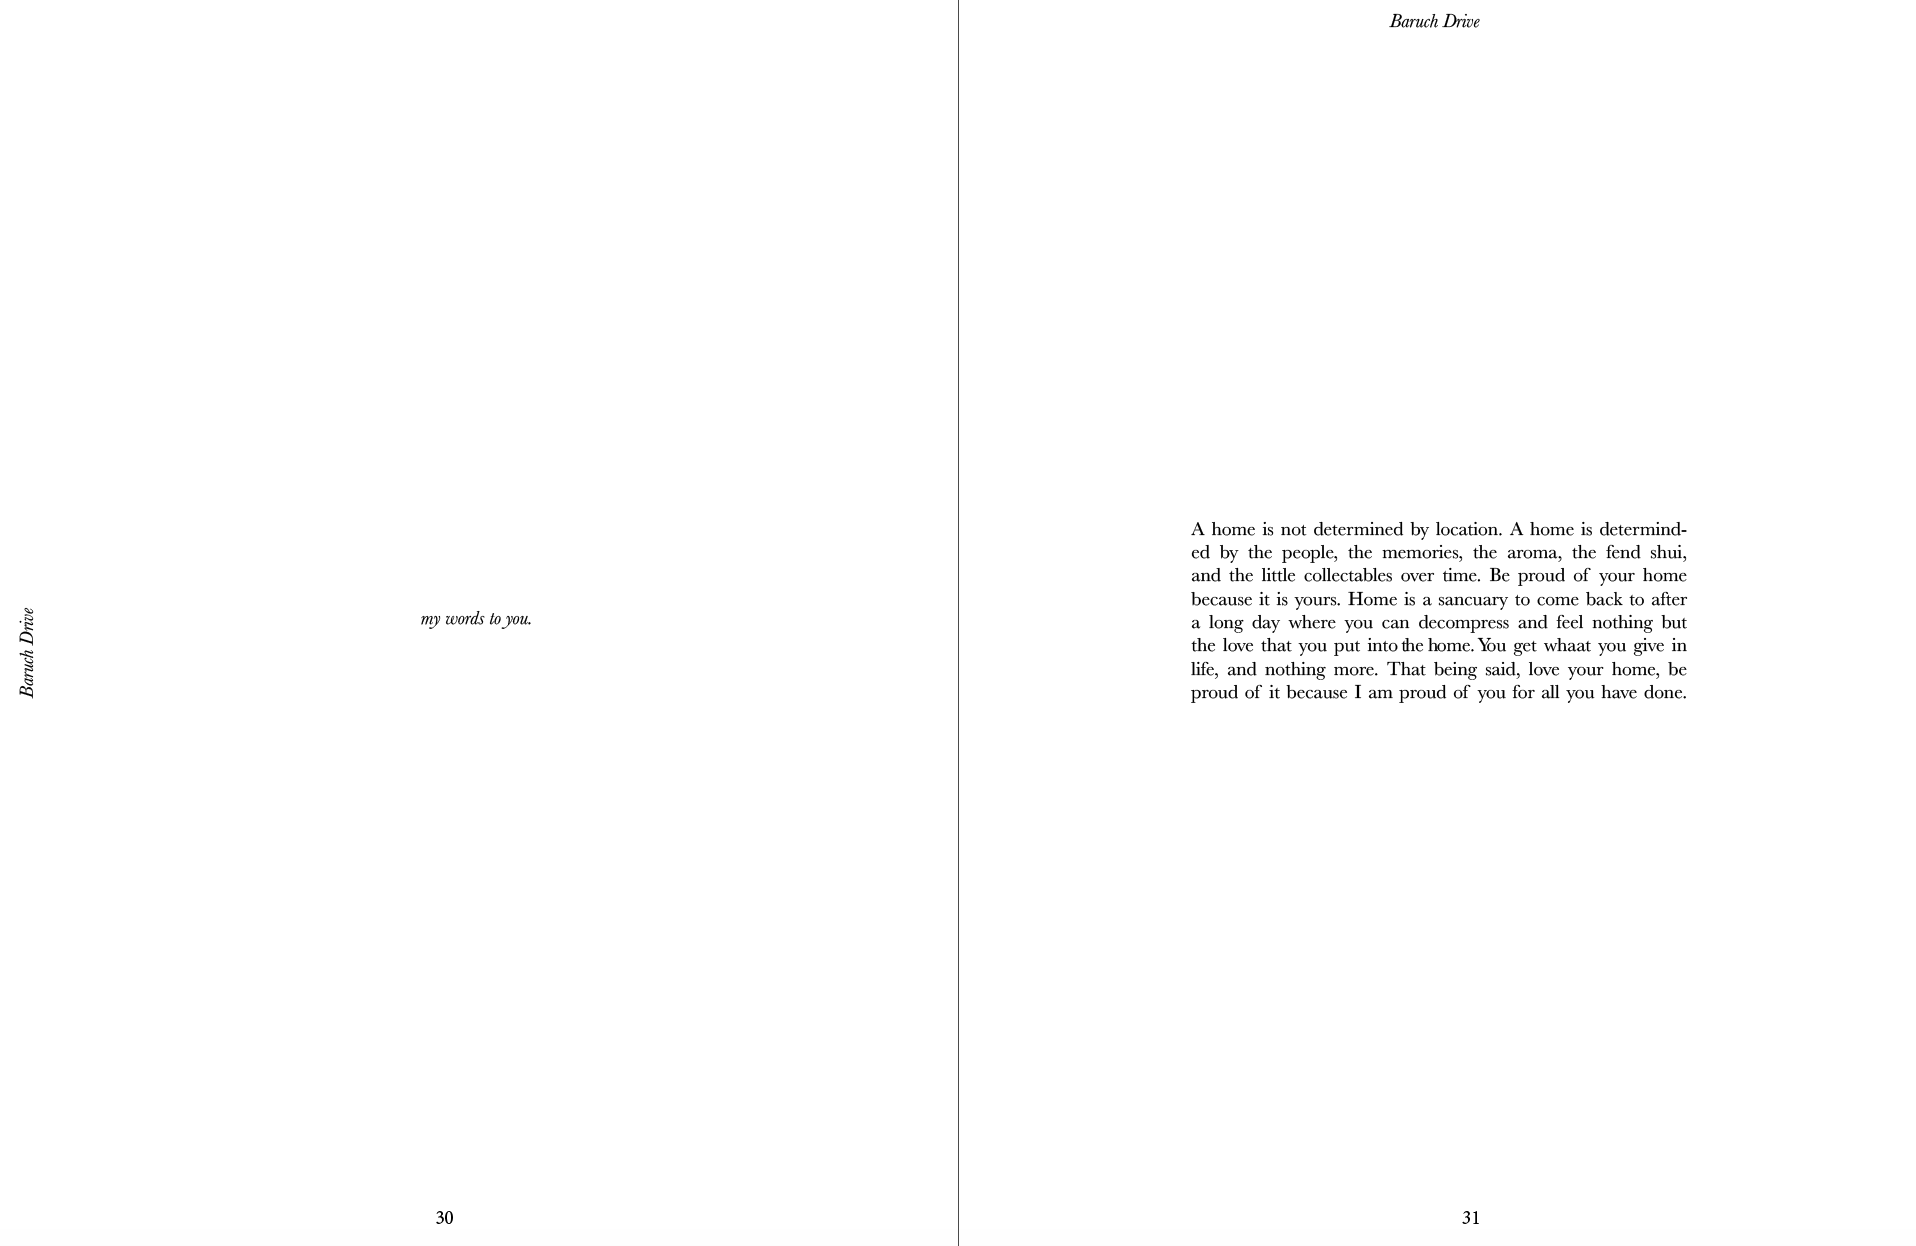 Baruch Drive
my words to you.
30
Baruch Drive
A home is not determined by location. A home is determind-
ed by the people, the memories, the aroma, the fend shui,
and the little collectables over time. Be proud of your home
because it is yours. Home is a sancuary to come back to after
a long day where you can decompress and feel nothing but
the love that you put into the home. You get whaat you give in
life, and nothing more. That being said, love your home, be
proud of it because I am proud of you for all you have done.
31